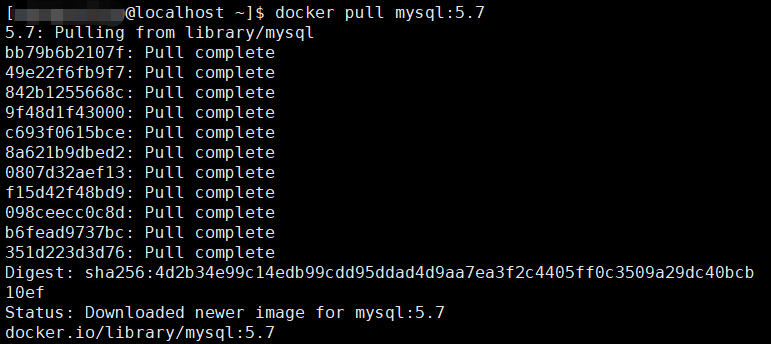 [@localhost ~]$ docker pull mysql:5.7
5.7: Pulling from library/mysql
bb79b6b2107f: Pull complete
49e22f6fb9f7: Pull complete
842b1255668c: Pull complete
9f48d1f43000: Pull complete
c693f0615bce: Pull complete
8a621b9dbed2: Pull complete
0807d32aef13: Pull complete
f15d42f48bd9: Pull complete
098ceecc0c8d: Pull complete
b6fead9737bc: Pull complete
351d223d3d76: Pull complete
Digest: sha256:4d2b34e99c14edb99cdd95ddad4d9aa7ea3f2c4405ff0c3509a29dc40bcb
10ef
Status: Downloaded newer image for mysql:5.7
docker.io/library/mysql:5.7